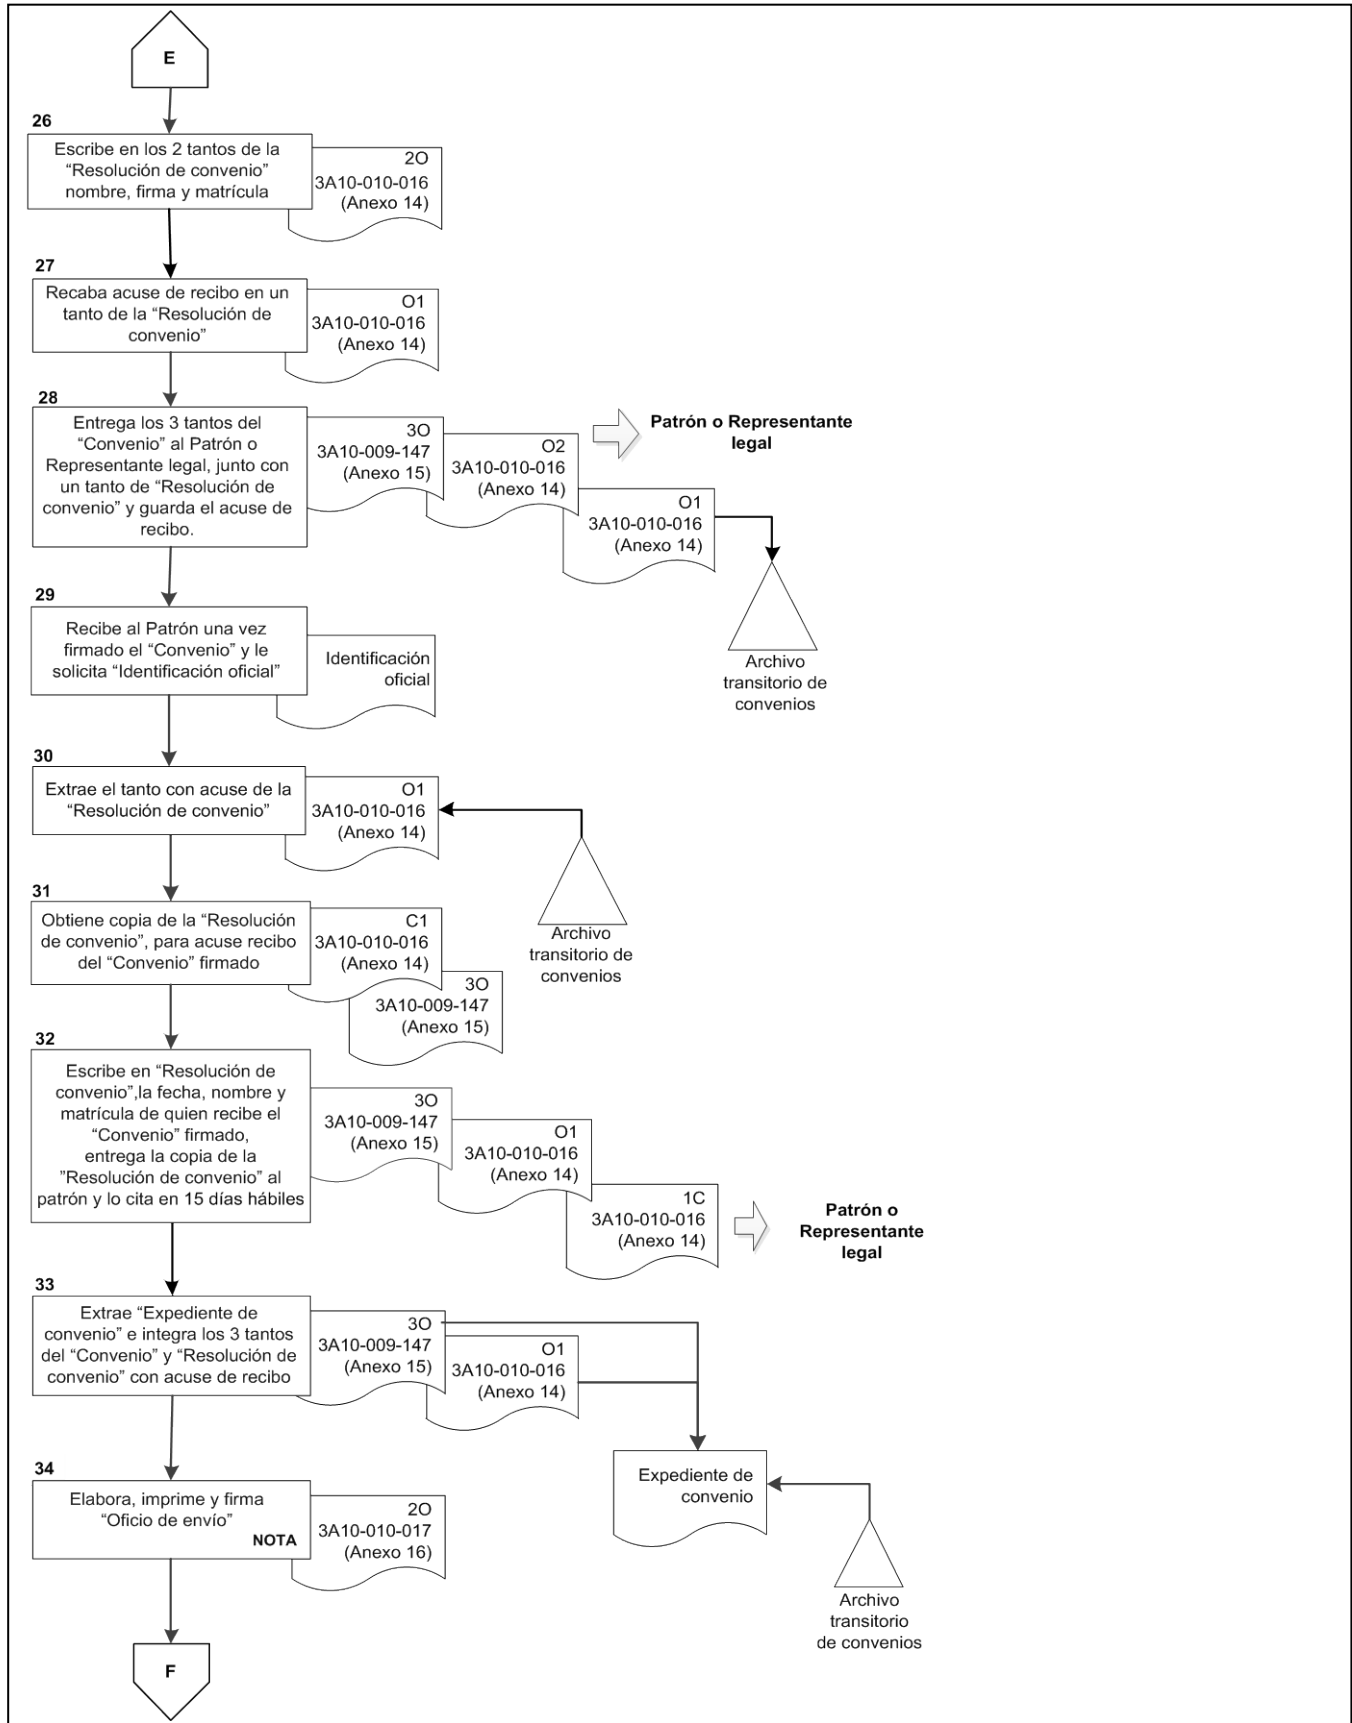 E
26
Escribe en los 2 tantos de la
“Resolución de convenio”
nombre, firma y matrícula
2O
3A10-010-016
(Anexo 14)
27
Recaba acuse de recibo en un
tanto de la “Resolución de
convenio”
O1
3A10-010-016
(Anexo 14)
28
Entrega los 3 tantos del
“Convenio” al Patrón o
Representante legal, junto con
un tanto de “Resolución de
convenio” y guarda el acuse de
recibo.
3O
3A10-009-147
(Anexo 15)
O2
3A10-010-016
(Anexo 14)
O1
3A10-010-016
(Anexo 14)
Patrón o Representante
legal
Archivo
transitorio de
convenios
29
Recibe al Patrón una vez
firmado el “Convenio” y le
solicita “Identificación oficial”
Identificación
oficial
30
Extrae el tanto con acuse de la
“Resolución de convenio”
O1
3A10-010-016
(Anexo 14)
Archivo
transitorio de
convenios
31
Obtiene copia de la “Resolución
de convenio”, para acuse recibo
del “Convenio” firmado
C1
3A10-010-016
(Anexo 14)
3O
3A10-009-147
(Anexo 15)
32
Escribe en “Resolución de
convenio”,la fecha, nombre y
matrícula de quien recibe el
“Convenio” firmado,
entrega la copia de la
”Resolución de convenio” al
patrón y lo cita en 15 días hábiles
3O
3A10-009-147
(Anexo 15)
O1
3A10-010-016
(Anexo 14)
1C
3A10-010-016
(Anexo 14)
Patrón o
Representante
legal
33
Extrae “Expediente de
convenio” e integra los 3 tantos
del “Convenio” y “Resolución de
convenio” con acuse de recibo
3O
3A10-009-147
(Anexo 15)
O1
3A10-010-016
(Anexo 14)
Expediente de
convenio
Archivo
transitorio
de convenios
34
Elabora, imprime y firma
“Oficio de envío”
NOTA
2O
3A10-010-017
(Anexo 16)
F